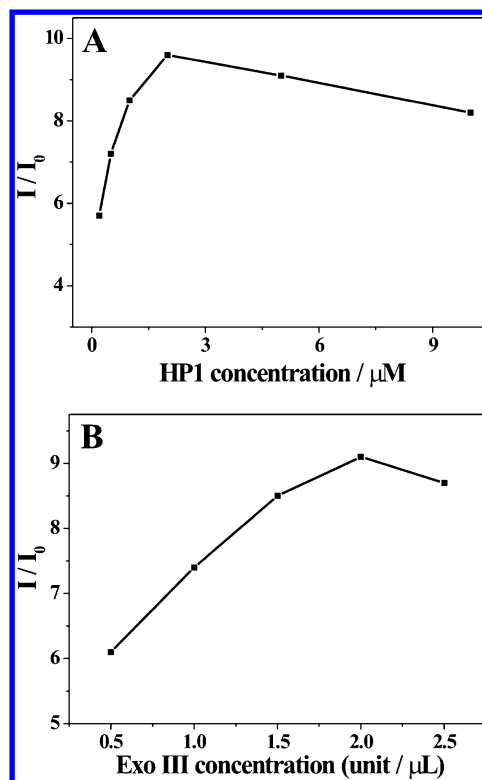 A
10
8
6
4
I / I0
0 3 6 9
HP1 concentration / μM
B
9
8
7
6
5
I / I0
0.5 1.0 1.5 2.0 2.5
Exo III concentration (unit / μL)